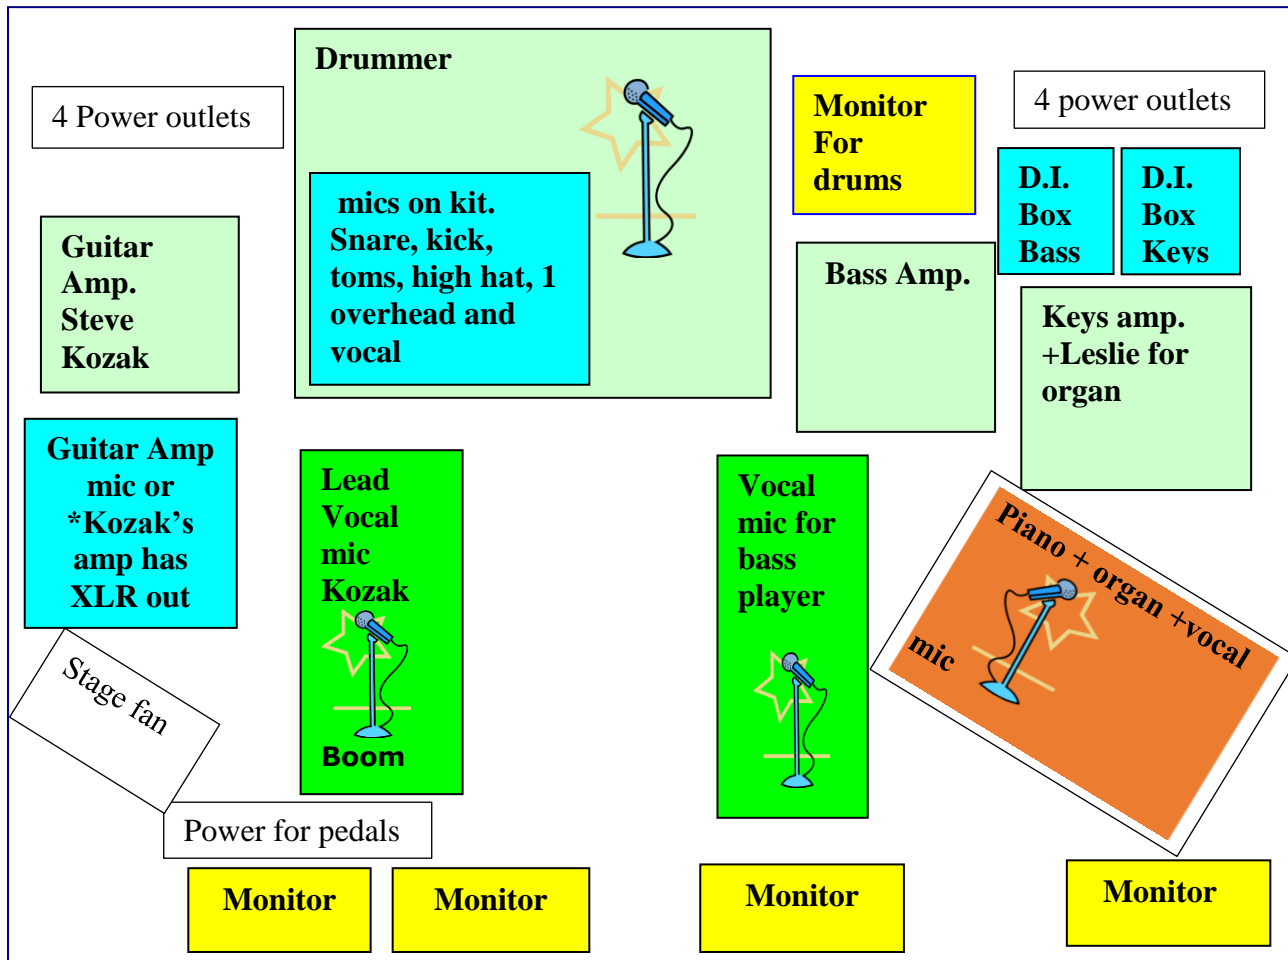 Drummer
4 Power outlets
Monitor
For
drums
4 power outlets
mics on kit.
Snare, kick,
toms, high hat, 1
overhead and
vocal
D.I.
Box
Bass
D.I.
Box
Keys
Guitar
Amp.
Steve
Kozak
Bass Amp.
Keys amp.
+Leslie for
organ
Guitar Amp
mic or
*Kozak's
amp has
XLR out
Lead
Vocal
mic
Kozak
Boom
Vocal
mic for
bass
player
Piano + organ +vocal
mic
Stage fan
Power for pedals
Monitor
Monitor
Monitor
Monitor